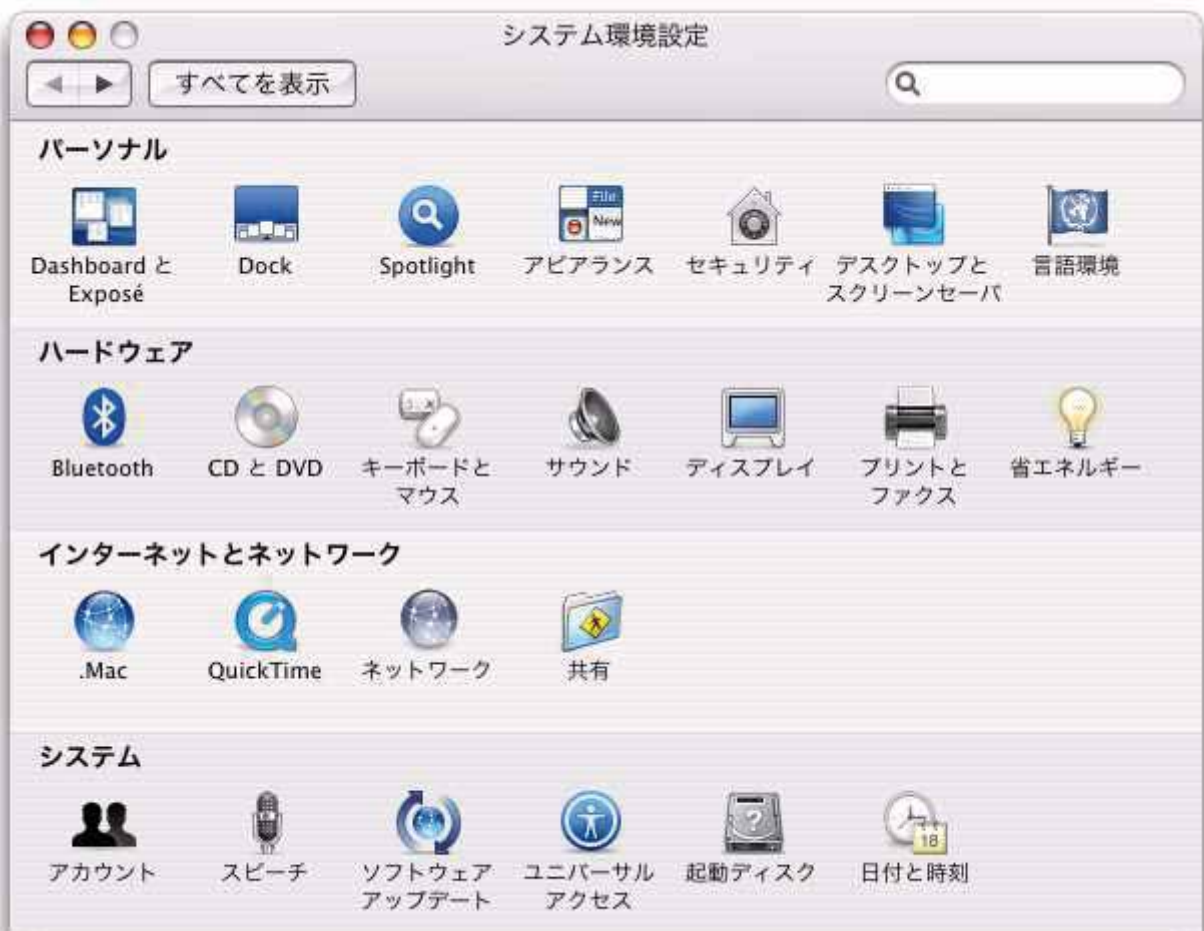 システム環境設定
すべてを表示
パーソナル
File
New
Dashboard と
Exposé
Dock
Spotlight
アピアランス
セキュリティ
デスクトップと
スクリーンセーバ
言語環境
ハードウェア
Bluetooth
CD と DVD
キーボードと
マウス
サウンド
ディスプレイ
プリントと
ファクス
省エネルギー
インターネットとネットワーク
.Mac
QuickTime
ネットワーク
共有
システム
?
18
アカウント
スピーチ
ソフトウェア
アップデート
ユニバーサル
アクセス
起動ディスク
日付と時刻